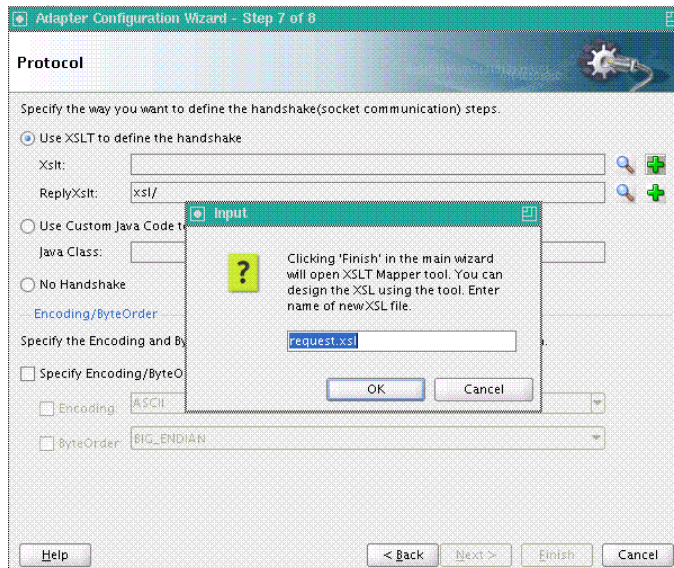 Adapter Configuration Wizard - Step 7 of 8
Protocol
Specify the way you want to define the handshake(socket communication) steps.
Use XSLT to define the handshake
Xslt:
ReplyXslt: xsl/
Input
Use Custom Java Code t
Java Class:
No Handshake
?
Clicking 'Finish' in the main wizard
will open XSLT Mapper tool. You can
design the XSL using the tool. Enter
name of new XSL file.
request.xsl
OK Cancel
Encoding/ByteOrder
Specify the Encoding and By
Specify Encoding/ByteO
Encoding: ASCII
ByteOrder: BIG_ENDIAN
Help < Back Next > Finish Cancel